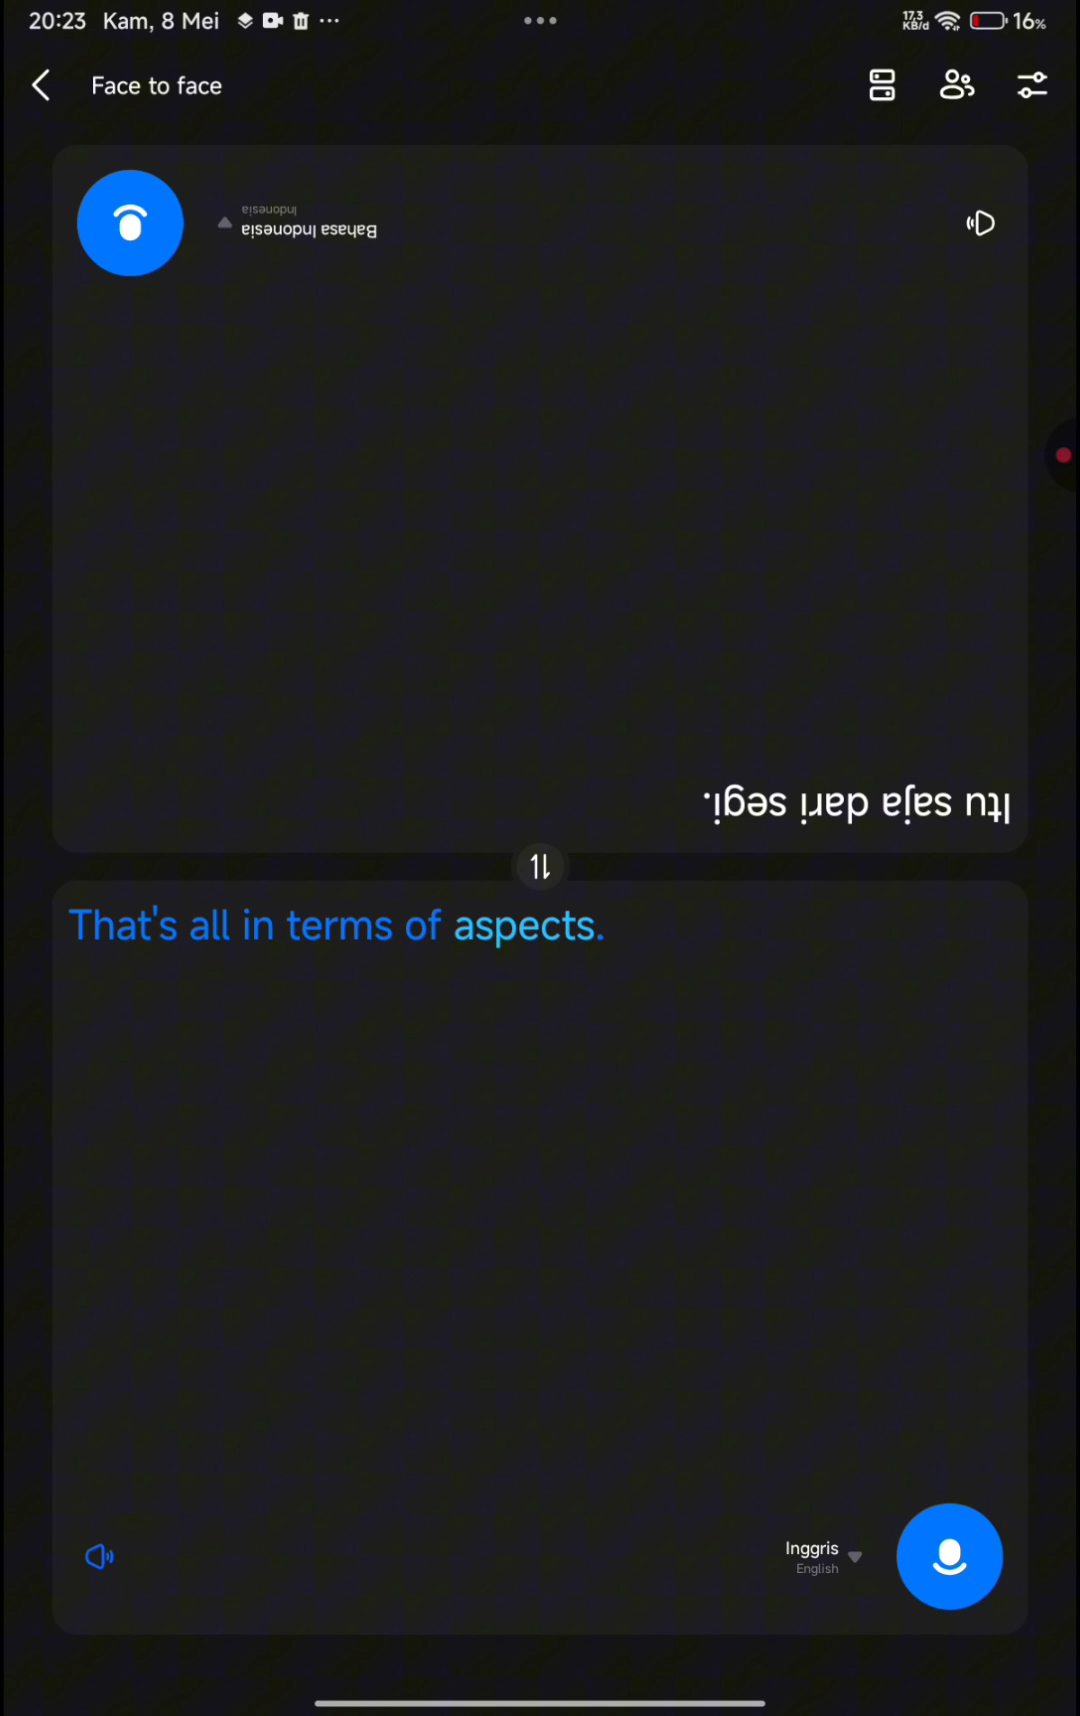 20:23 Kam, 8 Mei
17,3 KB/d 16%
Face to face
Indonesia
Bahasa Indonesia
Itu saja dari segi.
That's all in terms of aspects.
Inggris
English